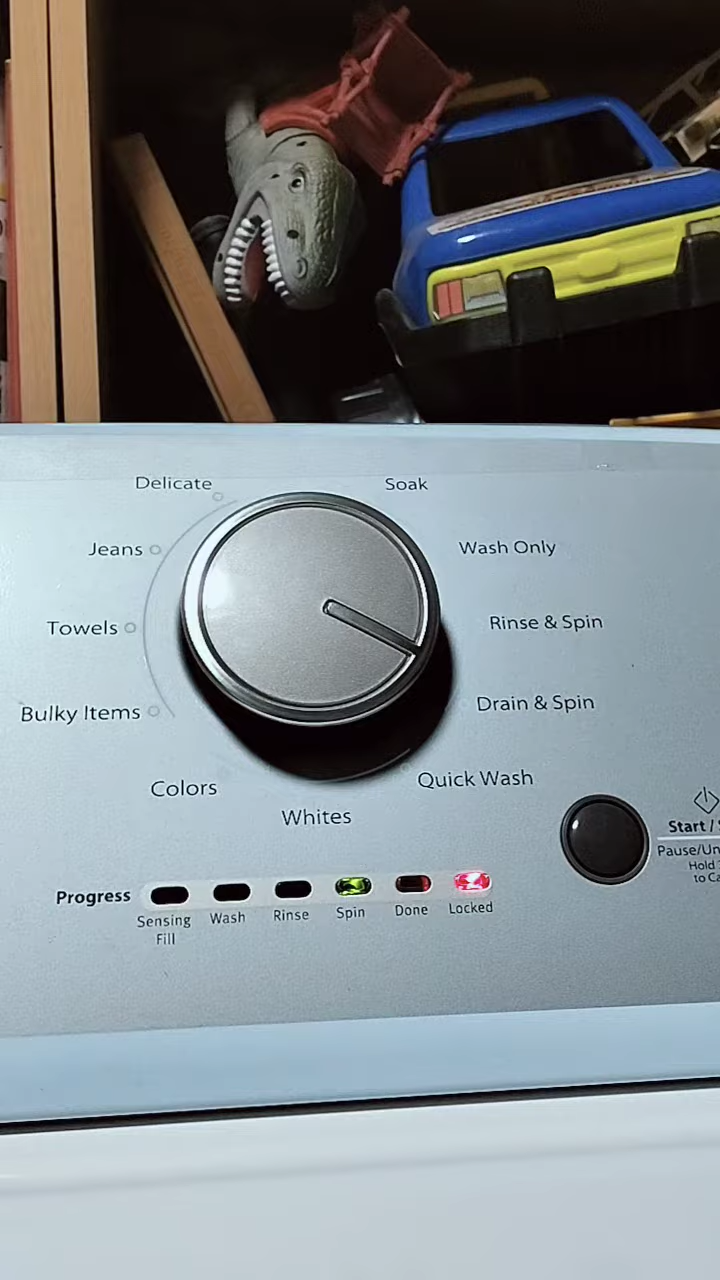 Delicate
Soak
Jeans
Wash Only
Towels
Rinse & Spin
Bulky Items
Drain & Spin
Colors
Quick Wash
Whites
Start /
Pause/Un
Hold
to Ca
Progress
Sensing
Fill
Wash
Rinse
Spin
Done
Locked